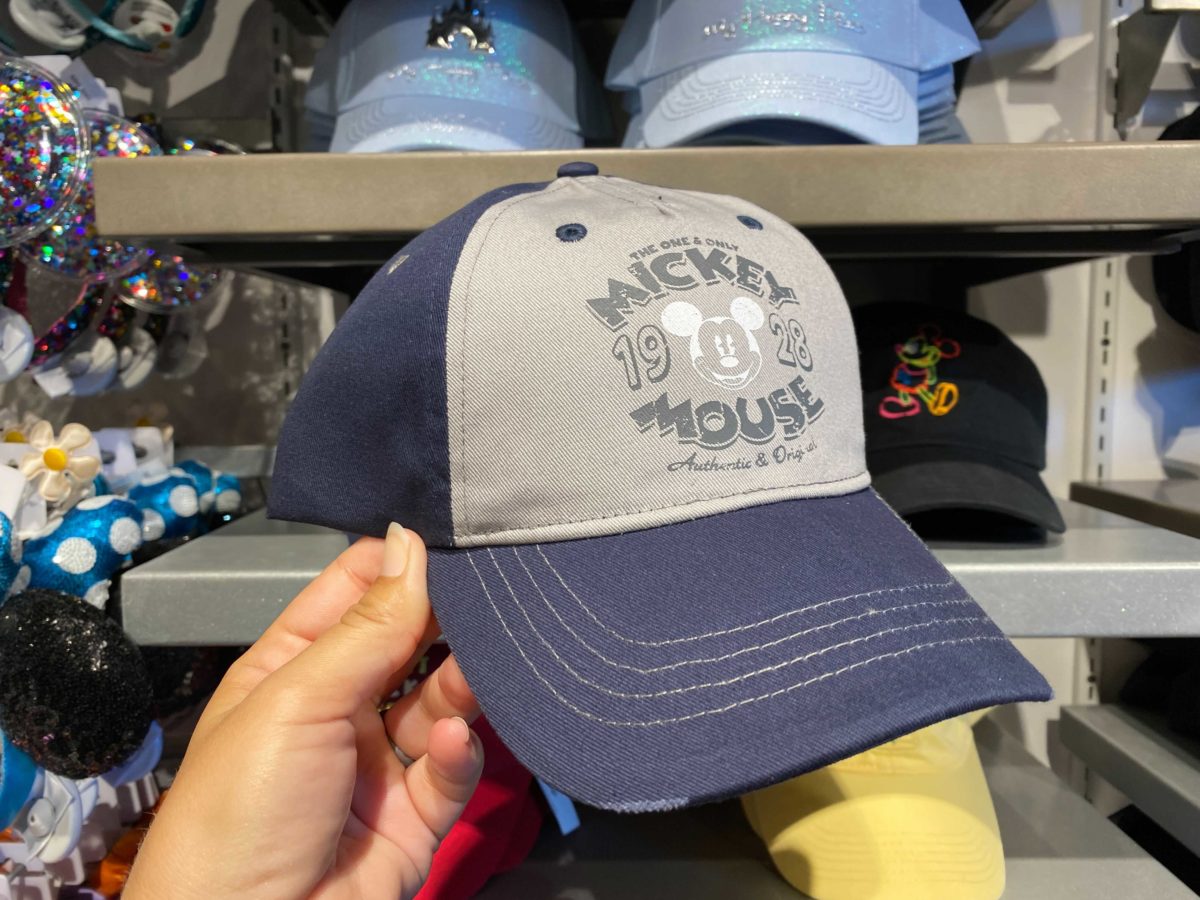 THE ONE & ONLY
MICKEY
19 28
MOUSE
Authentic & Original